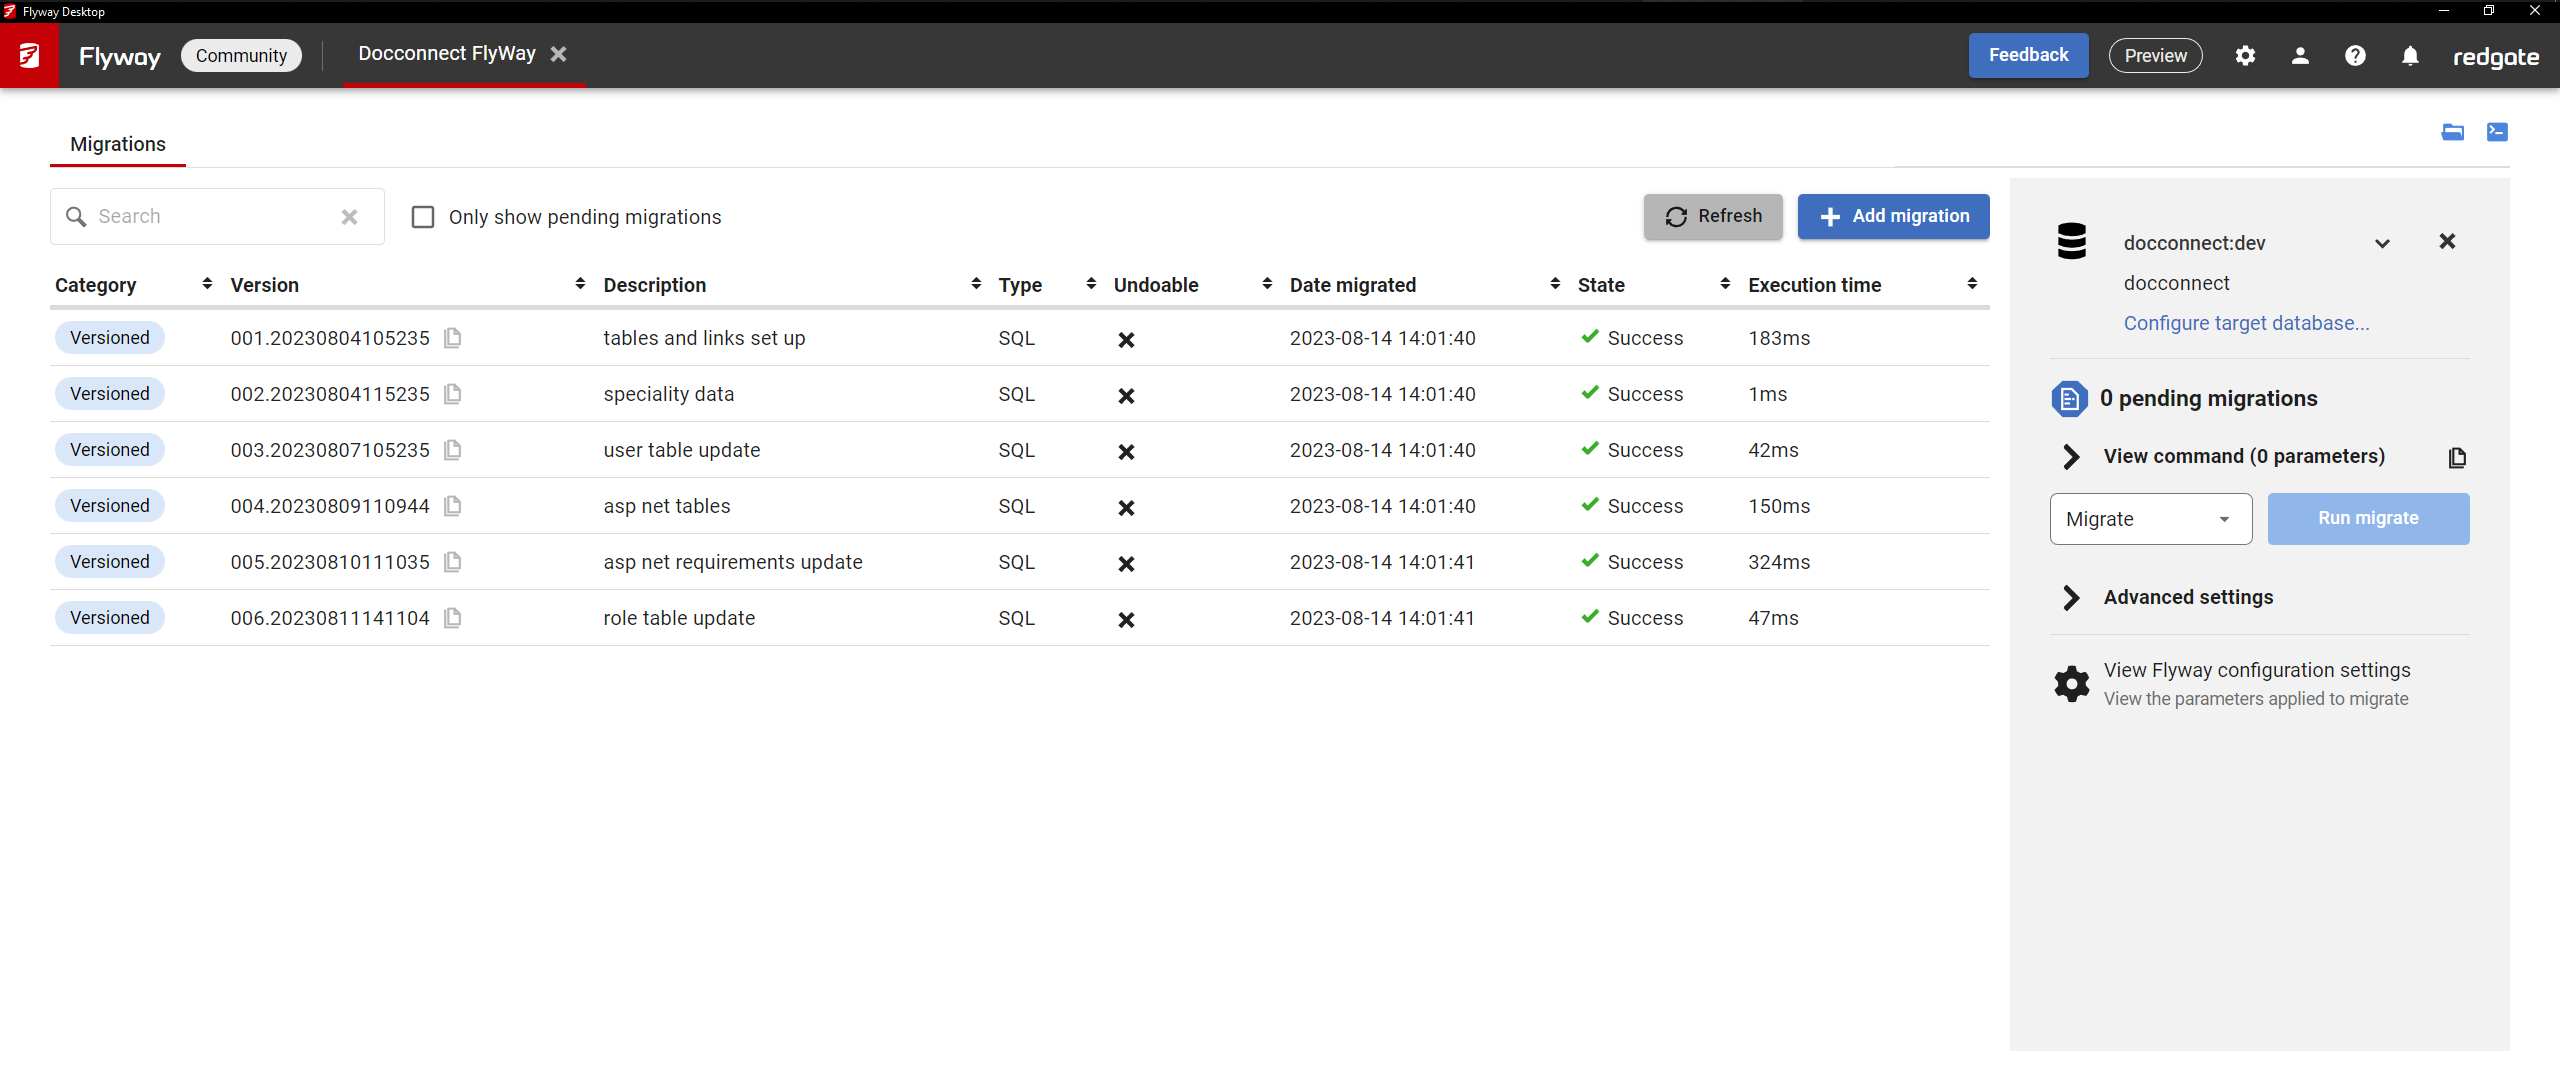 Flyway Desktop
Flyway Community Docconnect FlyWay Feedback Preview redgate
Migrations
Search Only show pending migrations Refresh Add migration
Category Version Description Type Undoable Date migrated State Execution time
Versioned 001.20230804105235 tables and links set up SQL 2023-08-14 14:01:40 Success 183ms
Versioned 002.20230804115235 speciality data SQL 2023-08-14 14:01:40 Success 1ms
Versioned 003.20230807105235 user table update SQL 2023-08-14 14:01:40 Success 42ms
Versioned 004.20230809110944 asp net tables SQL 2023-08-14 14:01:40 Success 150ms
Versioned 005.20230810111035 asp net requirements update SQL 2023-08-14 14:01:41 Success 324ms
Versioned 006.20230811141104 role table update SQL 2023-08-14 14:01:41 Success 47ms
docconnect:dev
docconnect
Configure target database...
0 pending migrations
View command (0 parameters)
Migrate Run migrate
Advanced settings
View Flyway configuration settings
View the parameters applied to migrate